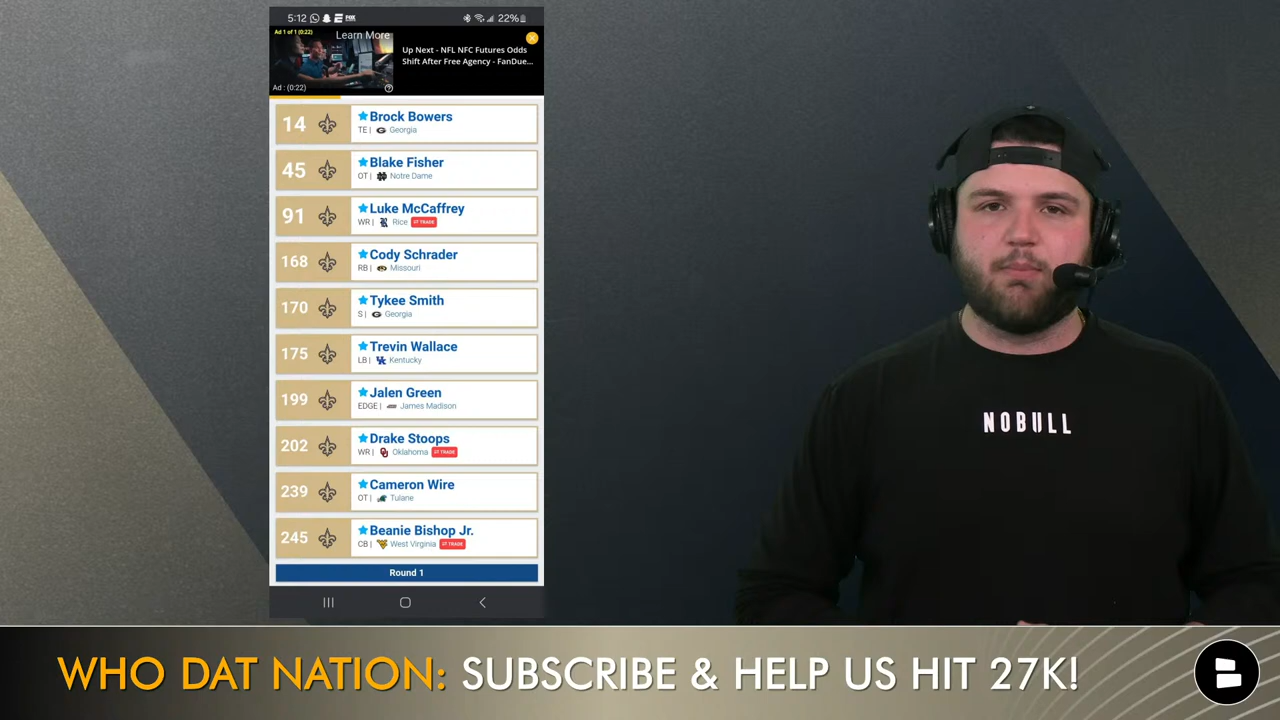 5:12 22%
Ad 1 of 1 (0:22)
Learn More
Up Next - NFL NFC Futures Odds
Shift After Free Agency - FanDue...
Ad : (0:22)
14 Brock Bowers
TE | Georgia
45 Blake Fisher
OT | Notre Dame
91 Luke McCaffrey
WR | Rice TRADE
168 Cody Schrader
RB | Missouri
170 Tykee Smith
S | Georgia
175 Trevin Wallace
LB | Kentucky
199 Jalen Green
EDGE | James Madison
202 Drake Stoops
WR | Oklahoma TRADE
239 Cameron Wire
OT | Tulane
245 Beanie Bishop Jr.
CB | West Virginia TRADE
Round 1
NOBULL
WHO DAT NATION: SUBSCRIBE & HELP US HIT 27K!